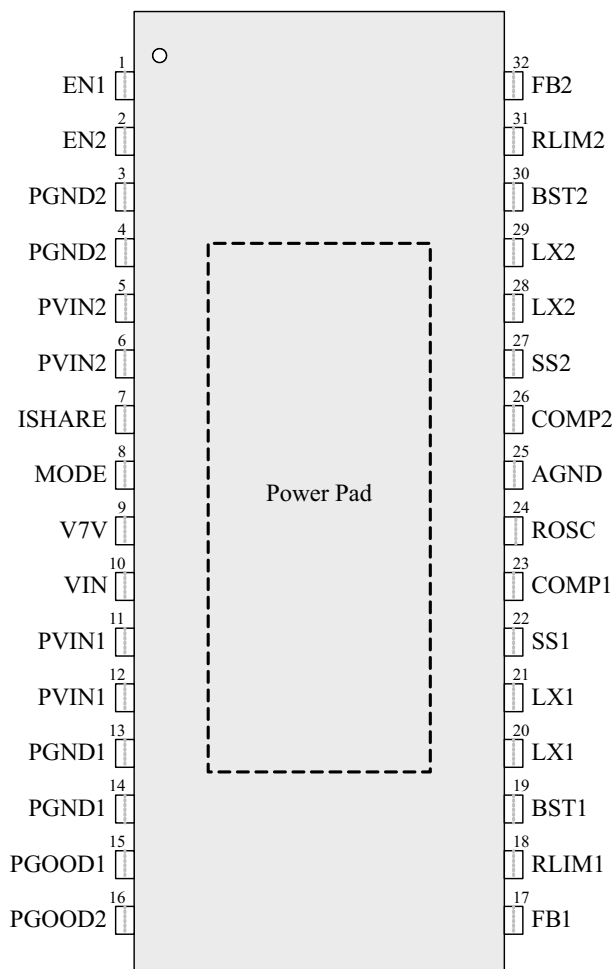 1
EN1
2
EN2
3
PGND2
4
PGND2
5
PVIN2
6
PVIN2
7
ISHARE
8
MODE
9
V7V
10
VIN
11
PVIN1
12
PVIN1
13
PGND1
14
PGND1
15
PGOOD1
16
PGOOD2
Power Pad
32
FB2
31
RLIM2
30
BST2
29
LX2
28
LX2
27
SS2
26
COMP2
25
AGND
24
ROSC
23
COMP1
22
SS1
21
LX1
20
LX1
19
BST1
18
RLIM1
17
FB1